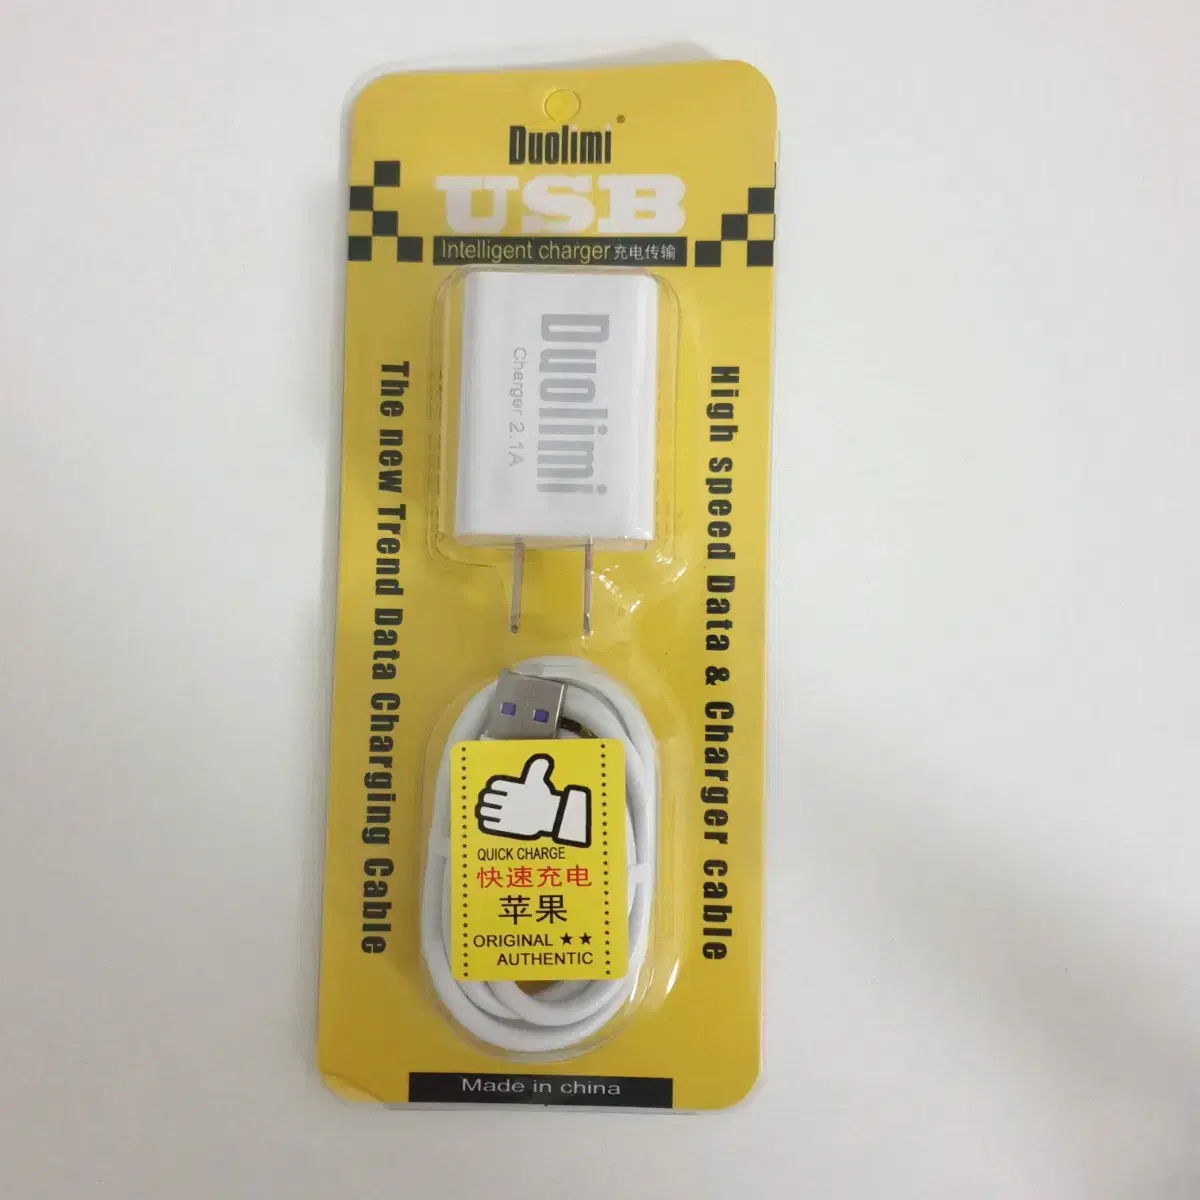 Duolimi®
USB
Intelligent charger充电传输
Duolimi
Charger 2.1A
The new Trend Data Charging Cable
High speed Data & Charger cable
QUICK CHARGE
快速充电
苹果
ORIGINAL ★★
AUTHENTIC
Made in china